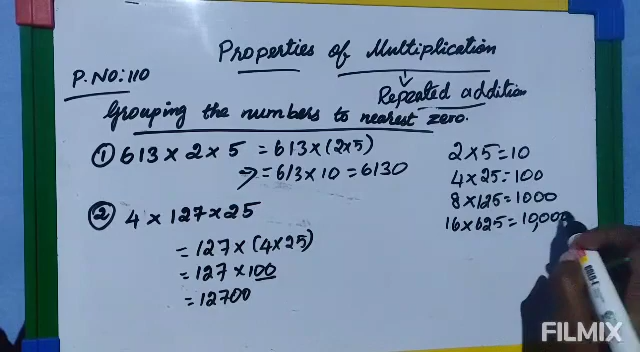 Properties of Multiplication
P.NO:110
Repeated addition
Grouping the numbers to nearest zero.
① 613 × 2 × 5 = 613 × (2×5)
= 613 × 10 = 6130
② 4 × 127 × 25
= 127 × (4×25)
= 127 × 100
= 12700
2 × 5 = 10
4 × 25 = 100
8 × 125 = 1000
16 × 625 = 10,000
FILMIX